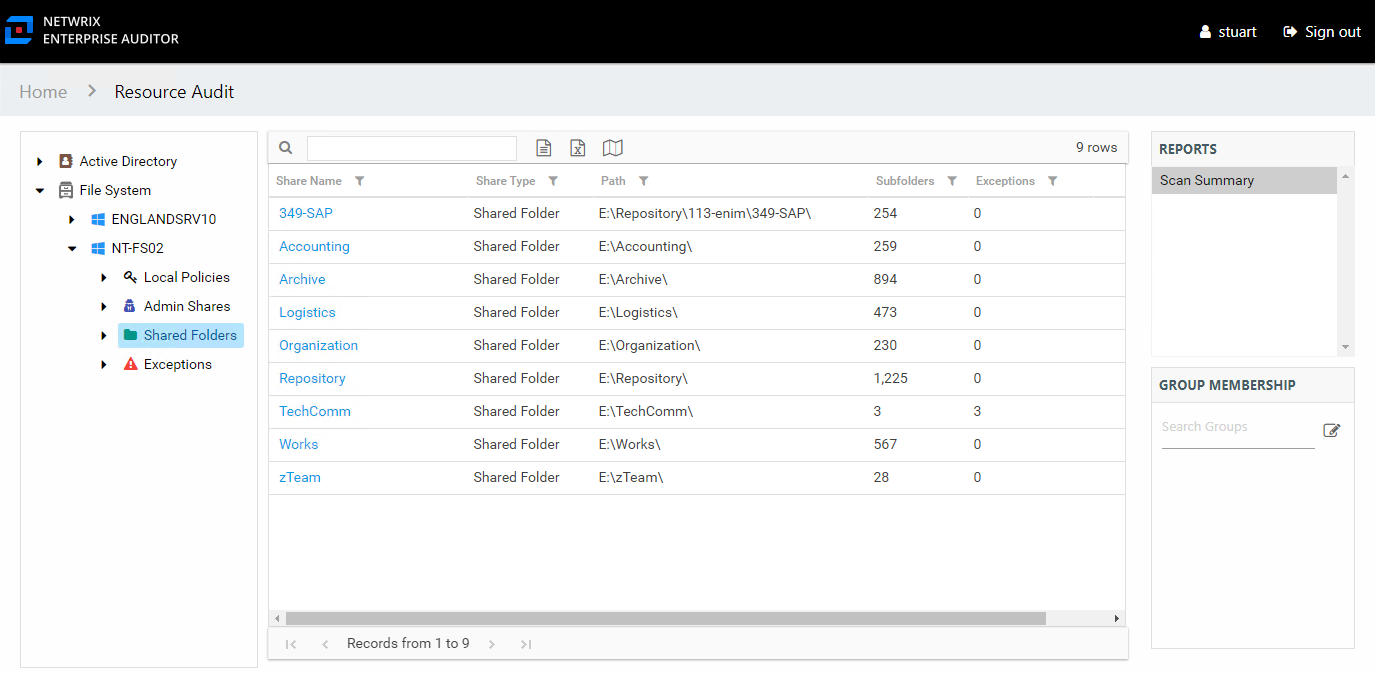 NETWRIX
ENTERPRISE AUDITOR
stuart
Sign out
Home > Resource Audit
Active Directory
File System
ENGLANDSRV10
NT-FS02
Local Policies
Admin Shares
Shared Folders
Exceptions
9 rows
Share Name Share Type Path Subfolders Exceptions
349-SAP Shared Folder E:\Repository\113-enim\349-SAP\ 254 0
Accounting Shared Folder E:\Accounting\ 259 0
Archive Shared Folder E:\Archive\ 894 0
Logistics Shared Folder E:\Logistics\ 473 0
Organization Shared Folder E:\Organization\ 230 0
Repository Shared Folder E:\Repository\ 1,225 0
TechComm Shared Folder E:\TechComm\ 3 3
Works Shared Folder E:\Works\ 567 0
zTeam Shared Folder E:\zTeam\ 28 0
Records from 1 to 9
REPORTS
Scan Summary
GROUP MEMBERSHIP
Search Groups